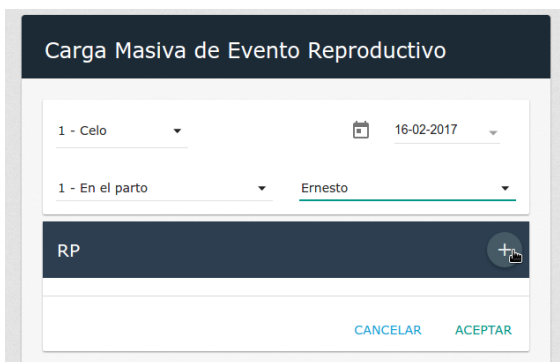 Carga Masiva de Evento Reproductivo
1 - Celo 16-02-2017
1 - En el parto Ernesto
RP
CANCELAR ACEPTAR